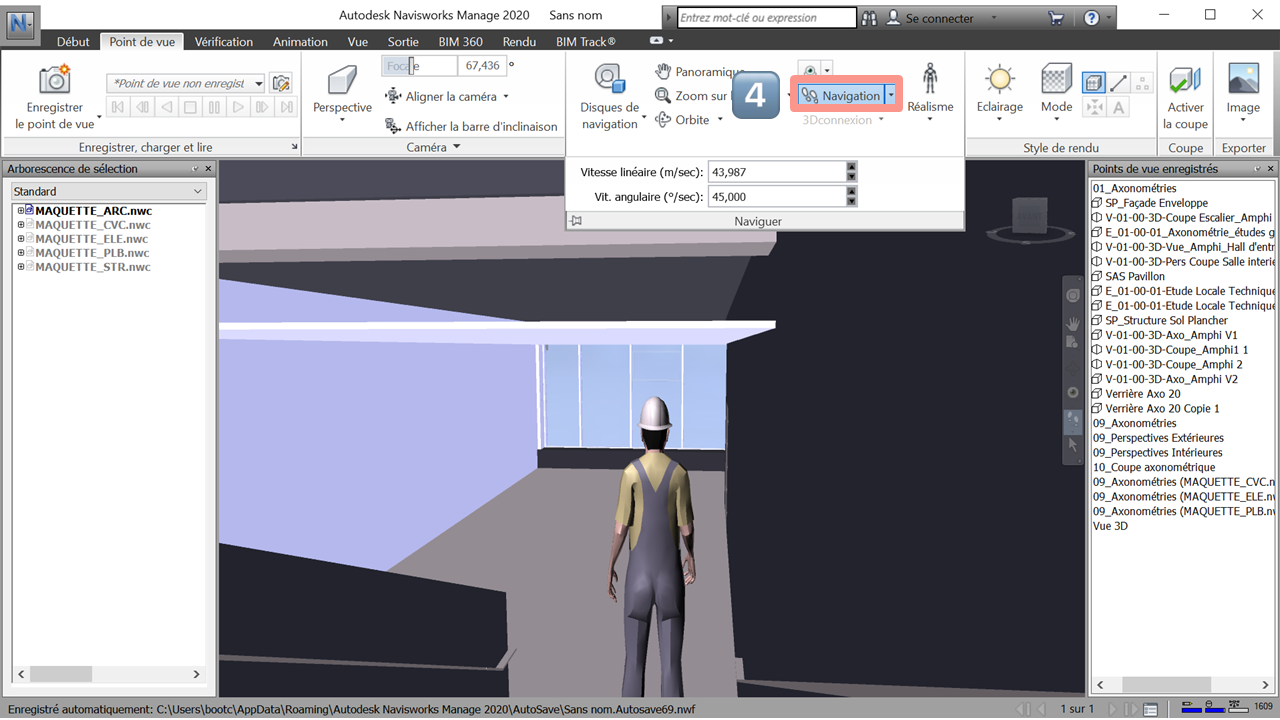 Autodesk Navisworks Manage 2020 Sans nom
Entrez mot-clé ou expression
Se connecter
Début Point de vue Vérification Animation Vue Sortie BIM 360 Rendu BIM Track®
*Point de vue non enregist
Enregistrer
le point de vue
Enregistrer, charger et lire
Perspective
Focale 67,436 °
Aligner la caméra
Afficher la barre d'inclinaison
Caméra
Disques de
navigation
Panoramique
Zoom sur
Orbite
4
Navigation
3Dconnexion
Réalisme
Eclairage
Mode
Style de rendu
Activer
la coupe
Coupe
Image
Exporter
Vitesse linéaire (m/sec): 43,987
Vit. angulaire (°/sec): 45,000
Naviguer
Arborescence de sélection
Standard
MAQUETTE_ARC.nwc
MAQUETTE_CVC.nwc
MAQUETTE_ELE.nwc
MAQUETTE_PLB.nwc
MAQUETTE_STR.nwc
Points de vue enregistrés
01_Axonométries
SP_Façade Enveloppe
V-01-00-3D-Coupe Escalier_Amphi
E_01-00-01_Axonométrie_études g
V-01-00-3D-Vue_Amphi_Hall d'entr
V-01-00-3D-Pers Coupe Salle interie
SAS Pavillon
E_01-00-01-Etude Locale Technique
E_01-00-01-Etude Locale Technique
SP_Structure Sol Plancher
V-01-00-3D-Axo_Amphi V1
V-01-00-3D-Coupe_Amphi1 1
V-01-00-3D-Coupe_Amphi 2
V-01-00-3D-Axo_Amphi V2
Verrière Axo 20
Verrière Axo 20 Copie 1
09_Axonométries
09_Perspectives Extérieures
09_Perspectives Intérieures
10_Coupe axonométrique
09_Axonométries (MAQUETTE_CVC.n
09_Axonométries (MAQUETTE_ELE.n
09_Axonométries (MAQUETTE_PLB.nw
Vue 3D
Enregistré automatiquement: C:\Users\bootc\AppData\Roaming\Autodesk Navisworks Manage 2020\AutoSave\Sans nom.Autosave69.nwf
1 sur 1
1609